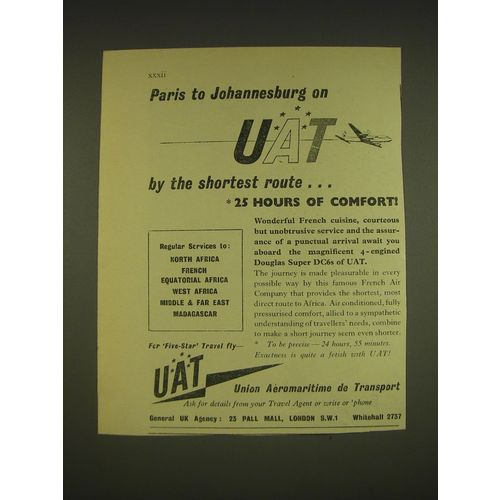 XXXII
Paris to Johannesburg on
UAT
by the shortest route . . .
* 25 HOURS OF COMFORT!
Wonderful French cuisine, courteous
but unobtrusive service and the assur-
ance of a punctual arrival await you
aboard the magnificent 4-engined
Douglas Super DC6s of UAT.
The journey is made pleasurable in every
possible way by this famous French Air
Company that provides the shortest, most
direct route to Africa. Air conditioned, fully
pressurised comfort, allied to a sympathetic
understanding of travellers' needs, combine
to make a short journey seem even shorter.
* To be precise — 24 hours, 55 minutes.
Exactness is quite a fetish with UAT!
Regular Services to:
NORTH AFRICA
FRENCH
EQUATORIAL AFRICA
WEST AFRICA
MIDDLE & FAR EAST
MADAGASCAR
For 'Five-Star' Travel fly—
UAT
Union Aéromaritime de Transport
Ask for details from your Travel Agent or write or 'phone
General UK Agency: 23 PALL MALL, LONDON S.W.1 Whitehall 2737